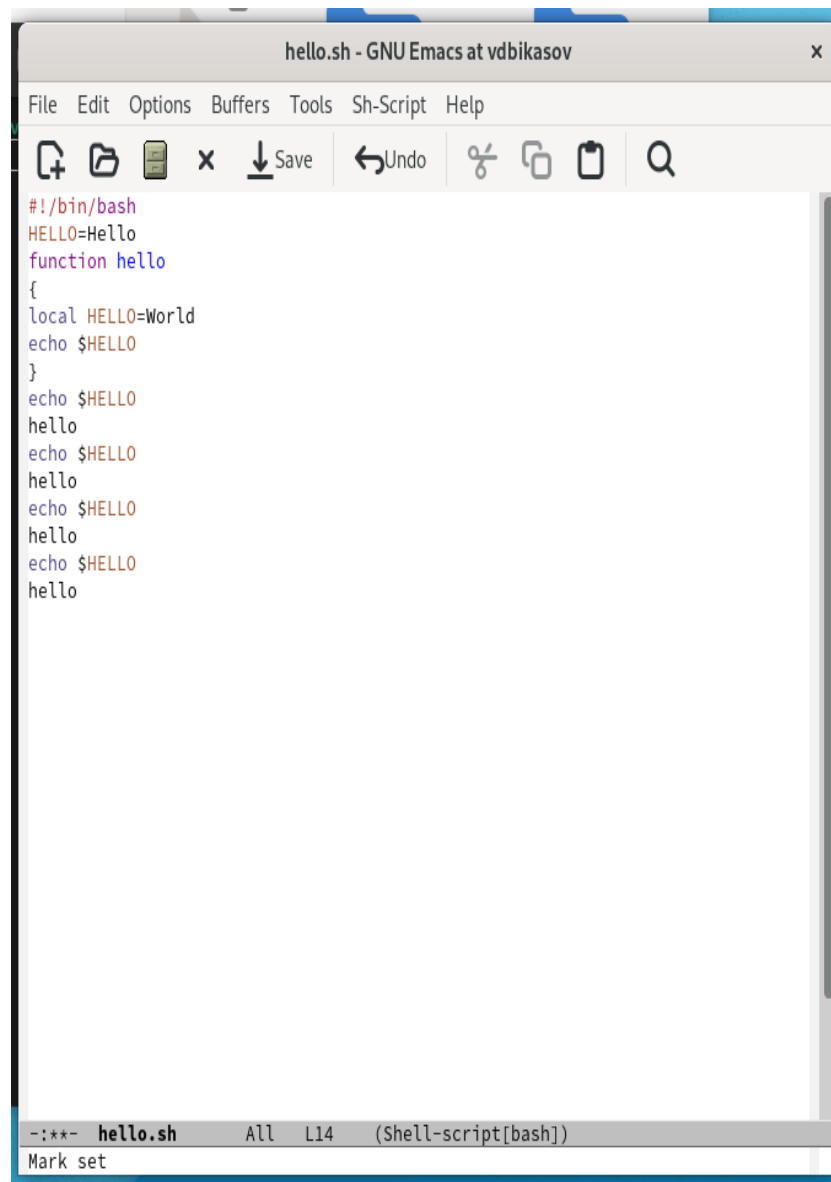 hello.sh - GNU Emacs at vdbikasov
File Edit Options Buffers Tools Sh-Script Help
Save Undo
#!/bin/bash
HELLO=Hello
function hello
{
local HELLO=World
echo $HELLO
}
echo $HELLO
hello
echo $HELLO
hello
echo $HELLO
hello
echo $HELLO
hello
-:**- hello.sh All L14 (Shell-script[bash])
Mark set